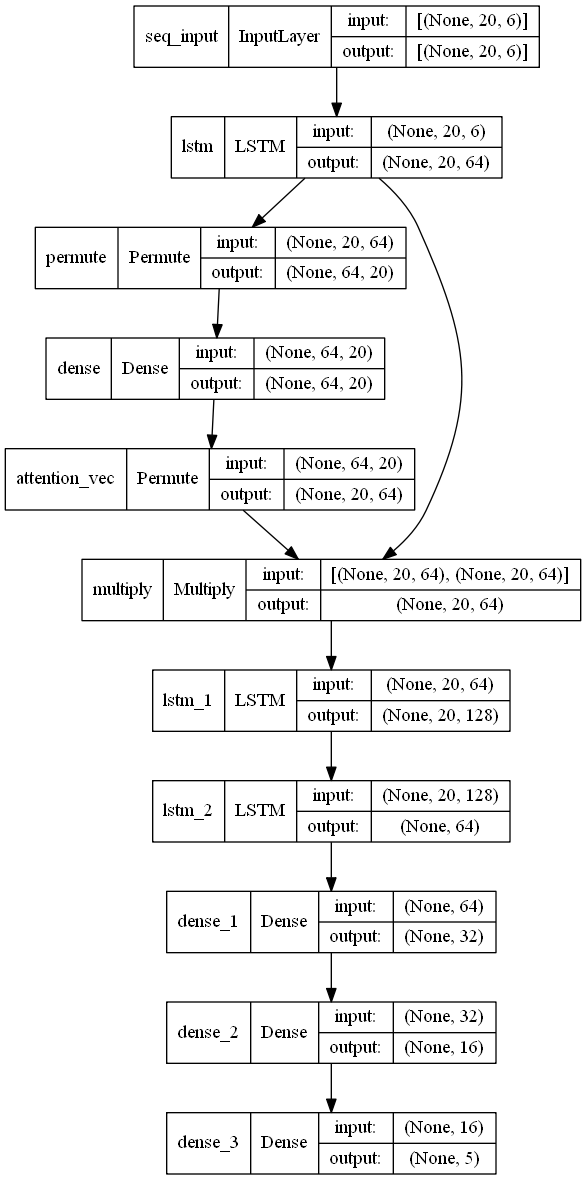 seq_input InputLayer input: [(None, 20, 6)]
output: [(None, 20, 6)]
lstm LSTM input: (None, 20, 6)
output: (None, 20, 64)
permute Permute input: (None, 20, 64)
output: (None, 64, 20)
dense Dense input: (None, 64, 20)
output: (None, 64, 20)
attention_vec Permute input: (None, 64, 20)
output: (None, 20, 64)
multiply Multiply input: [(None, 20, 64), (None, 20, 64)]
output: (None, 20, 64)
lstm_1 LSTM input: (None, 20, 64)
output: (None, 20, 128)
lstm_2 LSTM input: (None, 20, 128)
output: (None, 64)
dense_1 Dense input: (None, 64)
output: (None, 32)
dense_2 Dense input: (None, 32)
output: (None, 16)
dense_3 Dense input: (None, 16)
output: (None, 5)